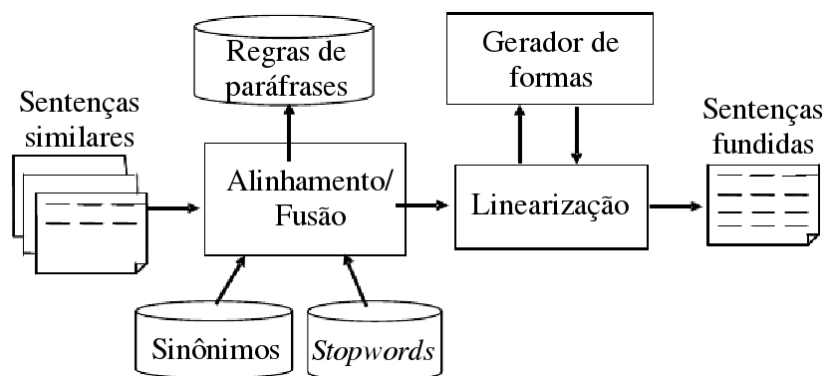 Regras de
paráfrases
Gerador de
formas
Sentenças
similares
Sentenças
fundidas
Alinhamento/
Fusão
Linearização
Sinônimos
Stopwords